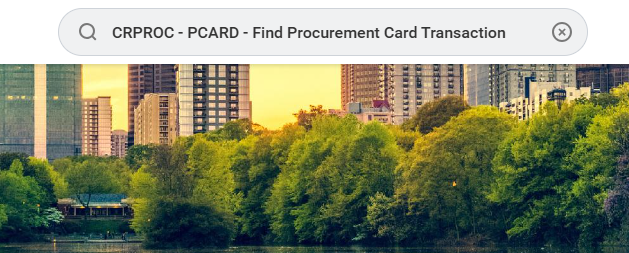 CRPROC - PCARD - Find Procurement Card Transaction